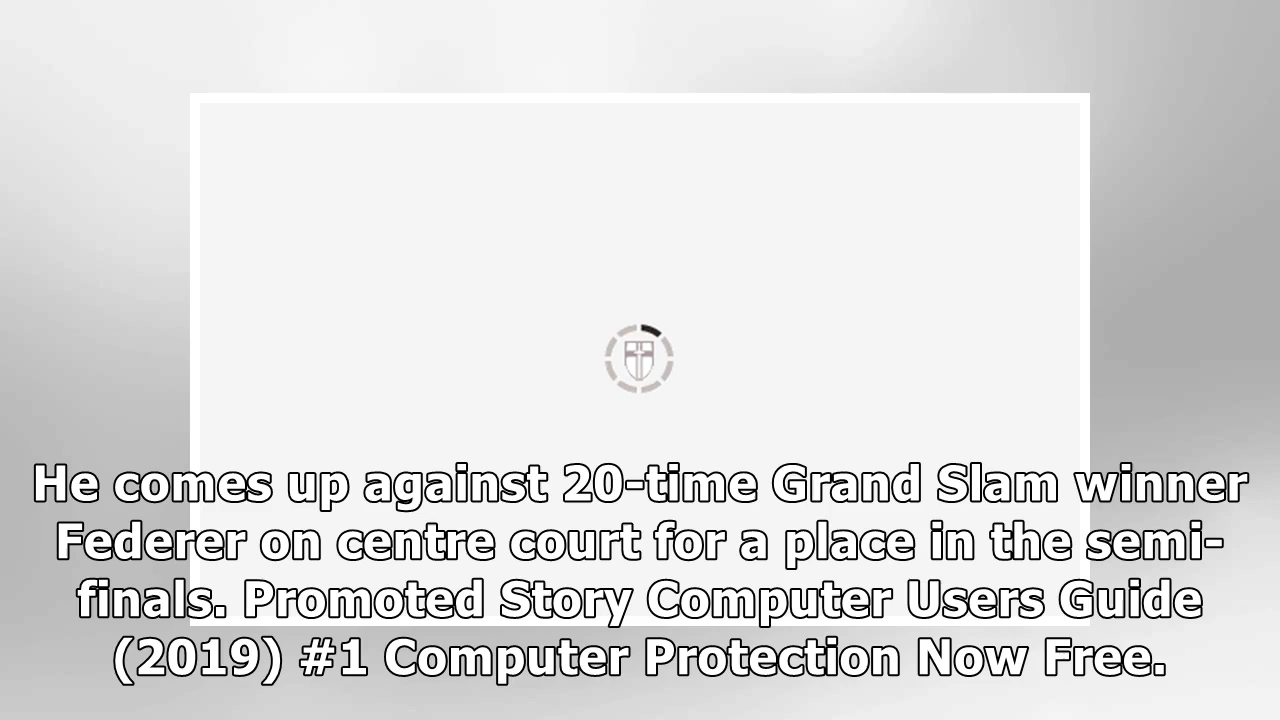 He comes up against 20-time Grand Slam winner
Federer on centre court for a place in the semi-
finals. Promoted Story Computer Users Guide
(2019) #1 Computer Protection Now Free.